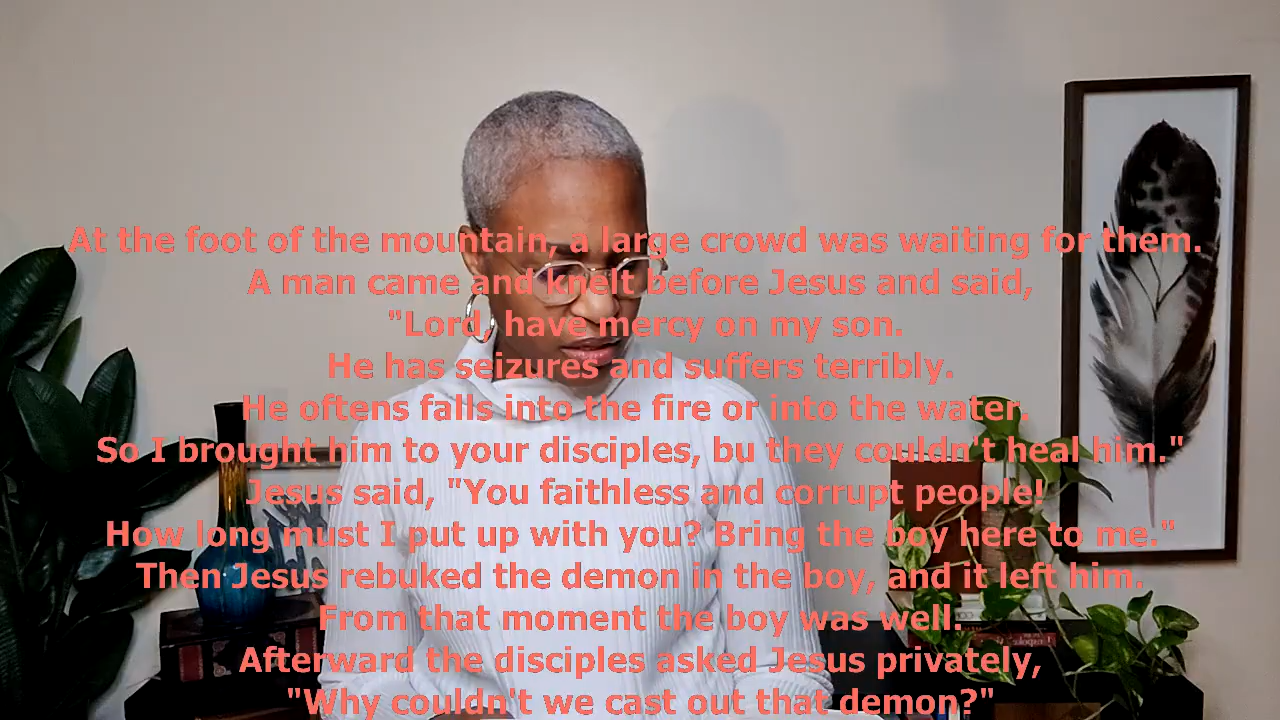 At the foot of the mountain, a large crowd was waiting for them.
A man came and knelt before Jesus and said,
"Lord, have mercy on my son.
He has seizures and suffers terribly.
He oftens falls into the fire or into the water.
So I brought him to your disciples, bu they couldn't heal him."
Jesus said, "You faithless and corrupt people!
How long must I put up with you? Bring the boy here to me."
Then Jesus rebuked the demon in the boy, and it left him.
From that moment the boy was well.
Afterward the disciples asked Jesus privately,
"Why couldn't we cast out that demon?"